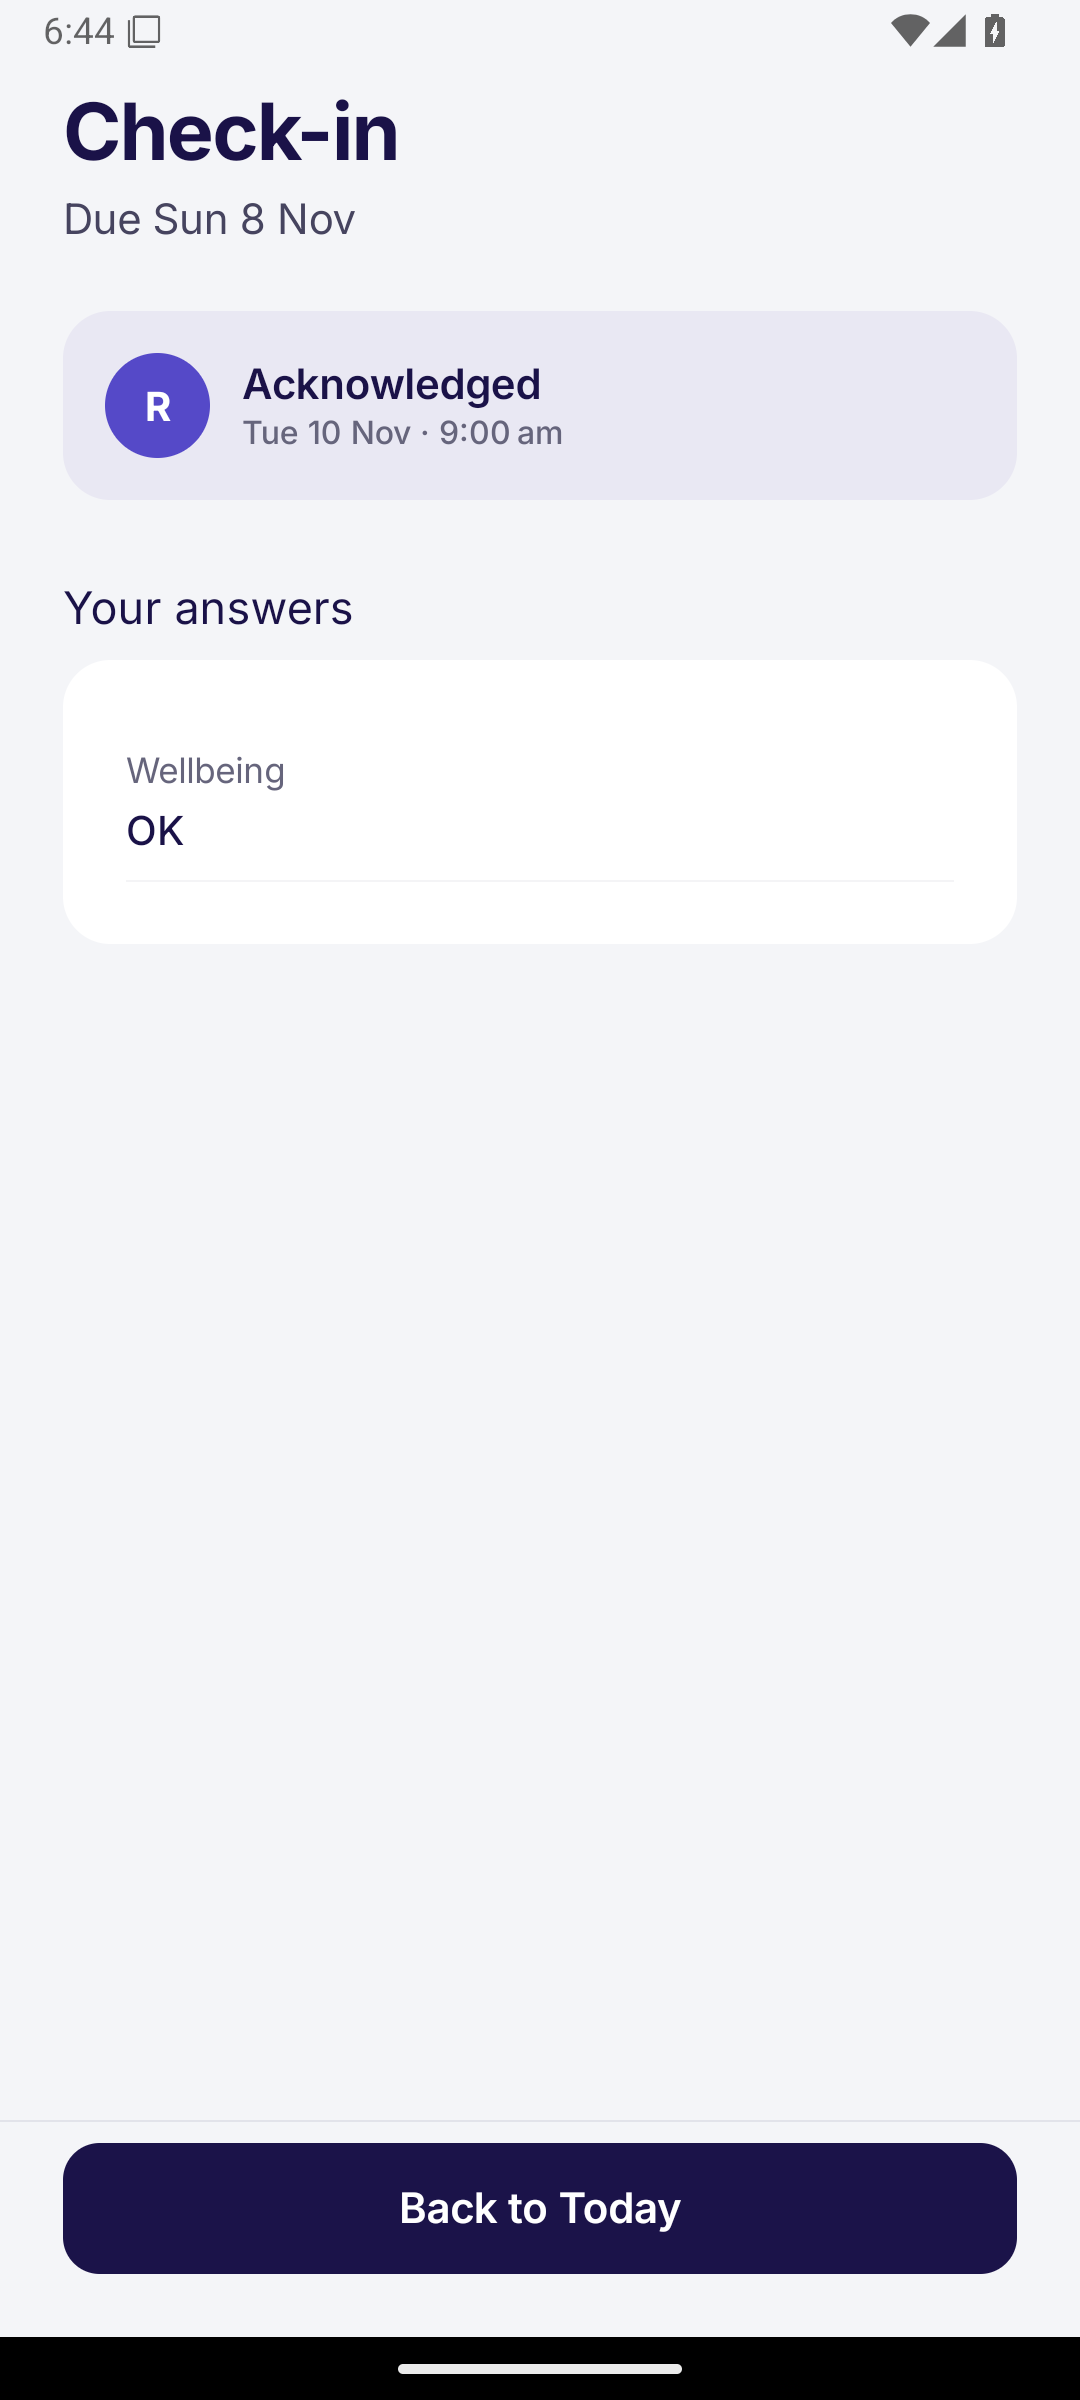 6:44
Check-in
Due Sun 8 Nov
R
Acknowledged
Tue 10 Nov · 9:00 am
Your answers
Wellbeing
OK
Back to Today